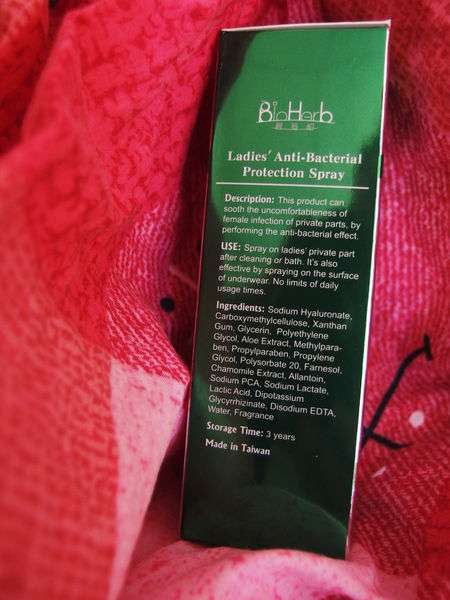 BioHerb
Ladies' Anti-Bacterial
Protection Spray
Description: This product can
sooth the uncomfortableness of
female infection of private parts, by
performing the anti-bacterial effect.
USE: Spray on ladies' private part
after cleaning or bath. It's also
effective by spraying on the surface
of underwear. No limits of daily
usage times.
Ingredients: Sodium Hyaluronate,
Carboxymethylcellulose, Xanthan
Gum, Glycerin, Polyethylene
Glycol, Aloe Extract, Methylpara-
ben, Propylparaben, Propylene
Glycol, Polysorbate 20, Farnesol,
Chamomile Extract, Allantoin,
Sodium PCA, Sodium Lactate,
Lactic Acid, Dipotassium
Glycyrrhizinate, Disodium EDTA,
Water, Fragrance
Storage Time: 3 years
Made in Taiwan